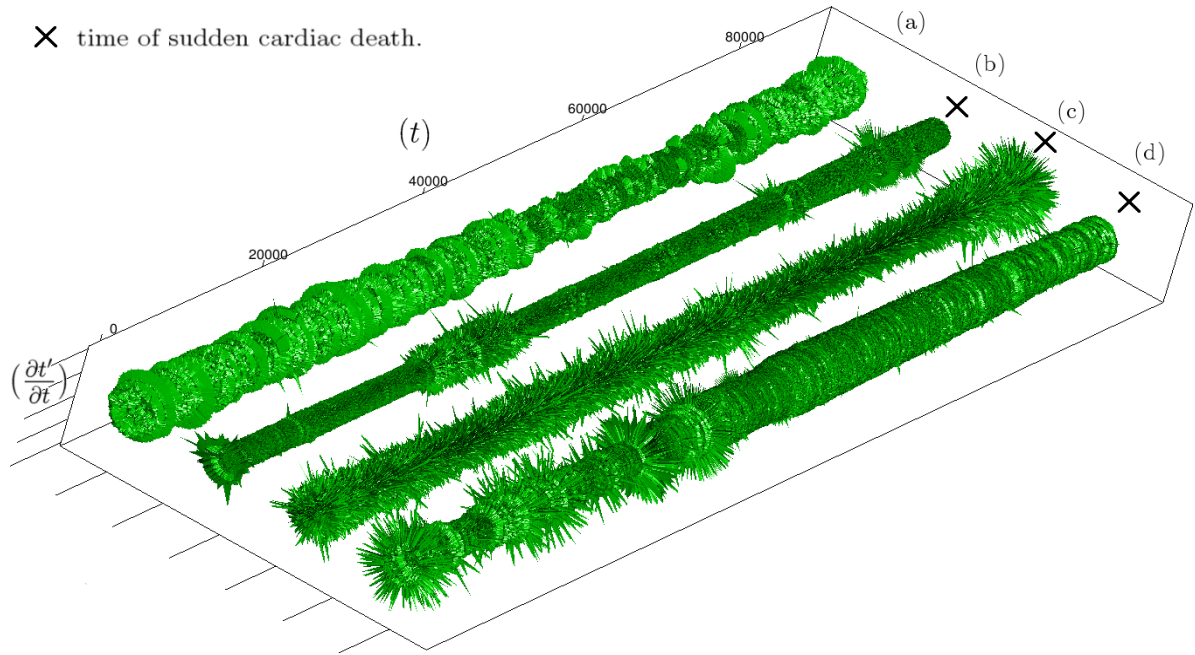 × time of sudden cardiac death.
(a)
80000
(b)
60000
(c)
(t)
(d)
40000
20000
0
(∂t′/∂t)